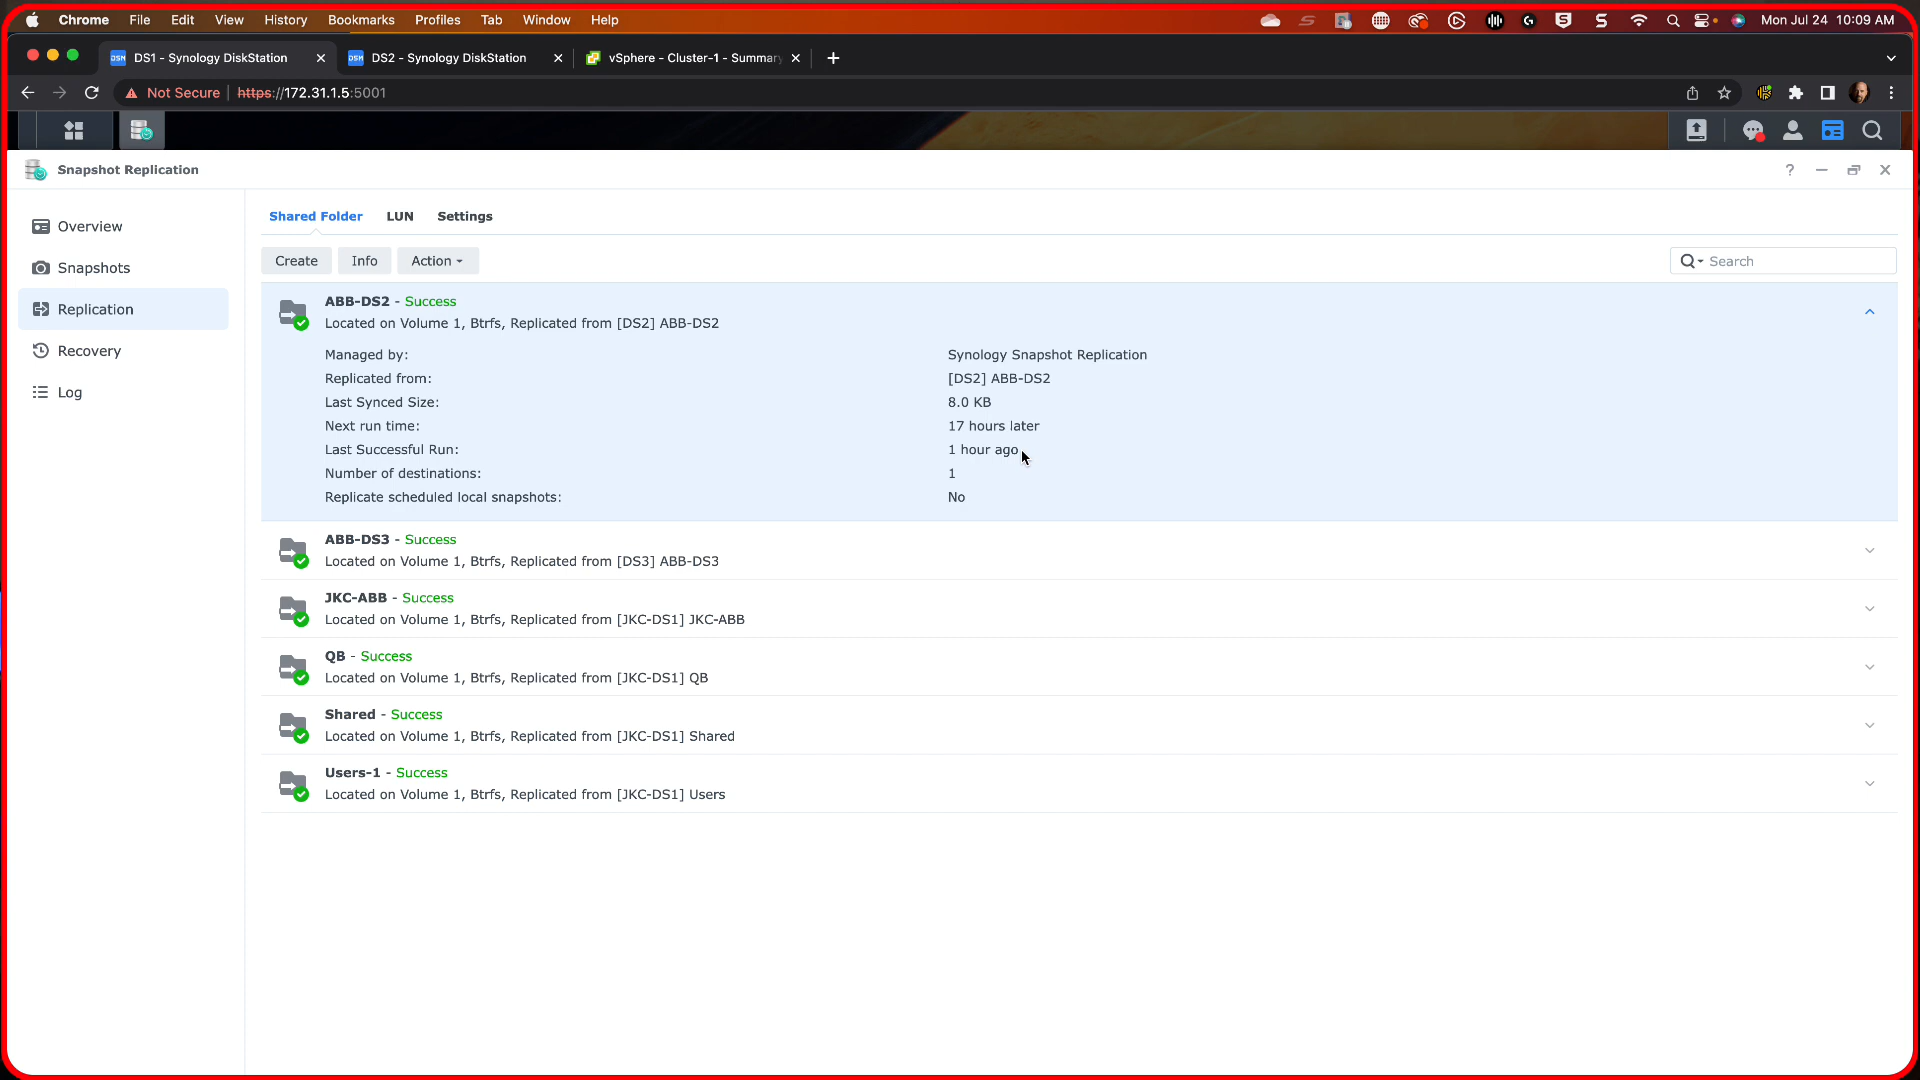 Chrome File Edit View History Bookmarks Profiles Tab Window Help Mon Jul 24 10:09 AM
DS1 - Synology DiskStation DS2 - Synology DiskStation vSphere - Cluster-1 - Summary
Not Secure https://172.31.1.5:5001
Snapshot Replication
Overview
Snapshots
Replication
Recovery
Log
Shared Folder LUN Settings
Create Info Action Search
ABB-DS2 - Success
Located on Volume 1, Btrfs, Replicated from [DS2] ABB-DS2
Managed by: Synology Snapshot Replication
Replicated from: [DS2] ABB-DS2
Last Synced Size: 8.0 KB
Next run time: 17 hours later
Last Successful Run: 1 hour ago
Number of destinations: 1
Replicate scheduled local snapshots: No
ABB-DS3 - Success
Located on Volume 1, Btrfs, Replicated from [DS3] ABB-DS3
JKC-ABB - Success
Located on Volume 1, Btrfs, Replicated from [JKC-DS1] JKC-ABB
QB - Success
Located on Volume 1, Btrfs, Replicated from [JKC-DS1] QB
Shared - Success
Located on Volume 1, Btrfs, Replicated from [JKC-DS1] Shared
Users-1 - Success
Located on Volume 1, Btrfs, Replicated from [JKC-DS1] Users